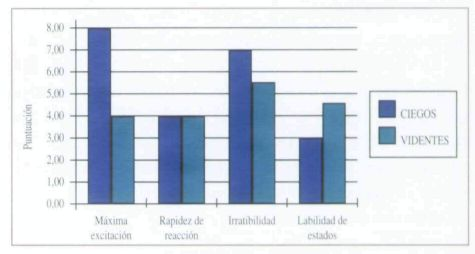 8,00
7,00
6,00
5,00
4,00
3,00
2,00
1,00
0,00
Puntuación
Máxima
excitación
Rapidez de
reacción
Irratibilidad
Labilidad de
estados
CIEGOS
VIDENTES